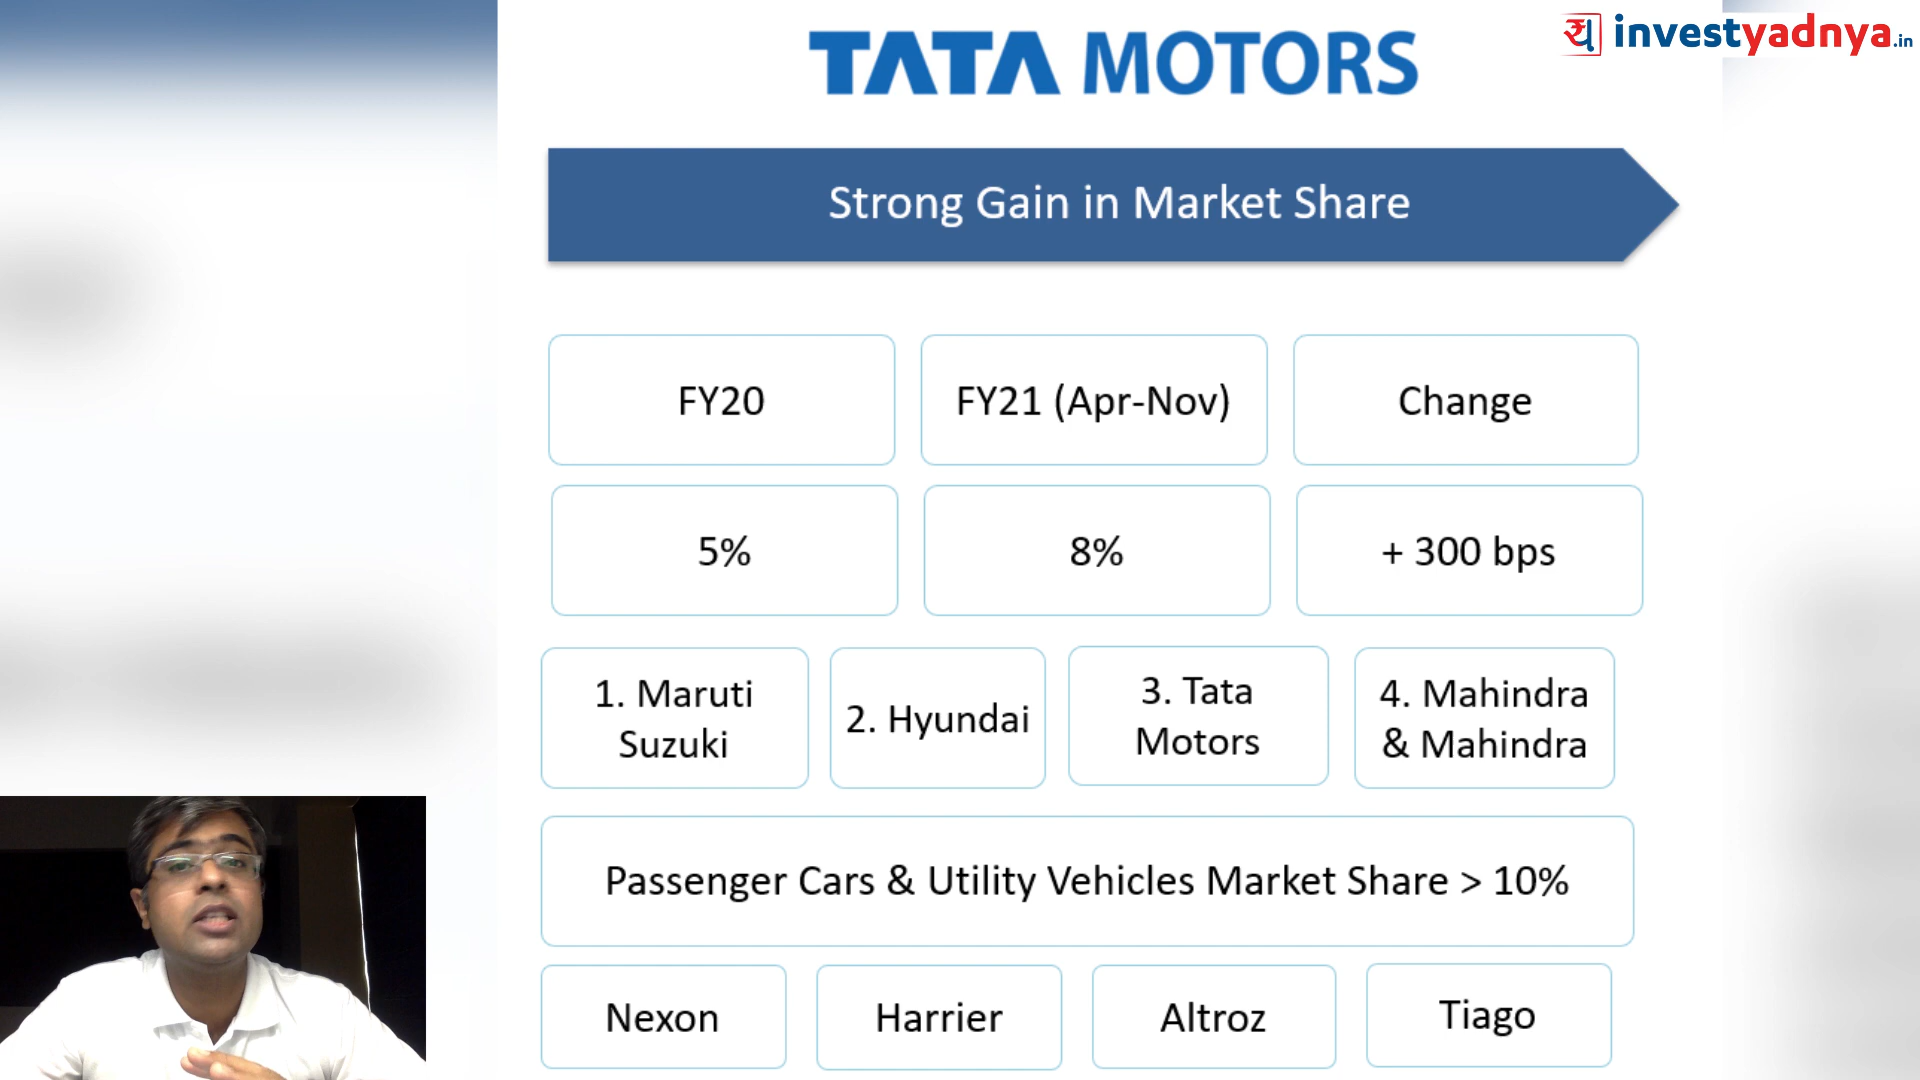 TATA MOTORS
investyadnya.in
Strong Gain in Market Share
FY20
FY21 (Apr-Nov)
Change
5%
8%
+ 300 bps
1. Maruti
Suzuki
2. Hyundai
3. Tata
Motors
4. Mahindra
& Mahindra
Passenger Cars & Utility Vehicles Market Share > 10%
Nexon
Harrier
Altroz
Tiago